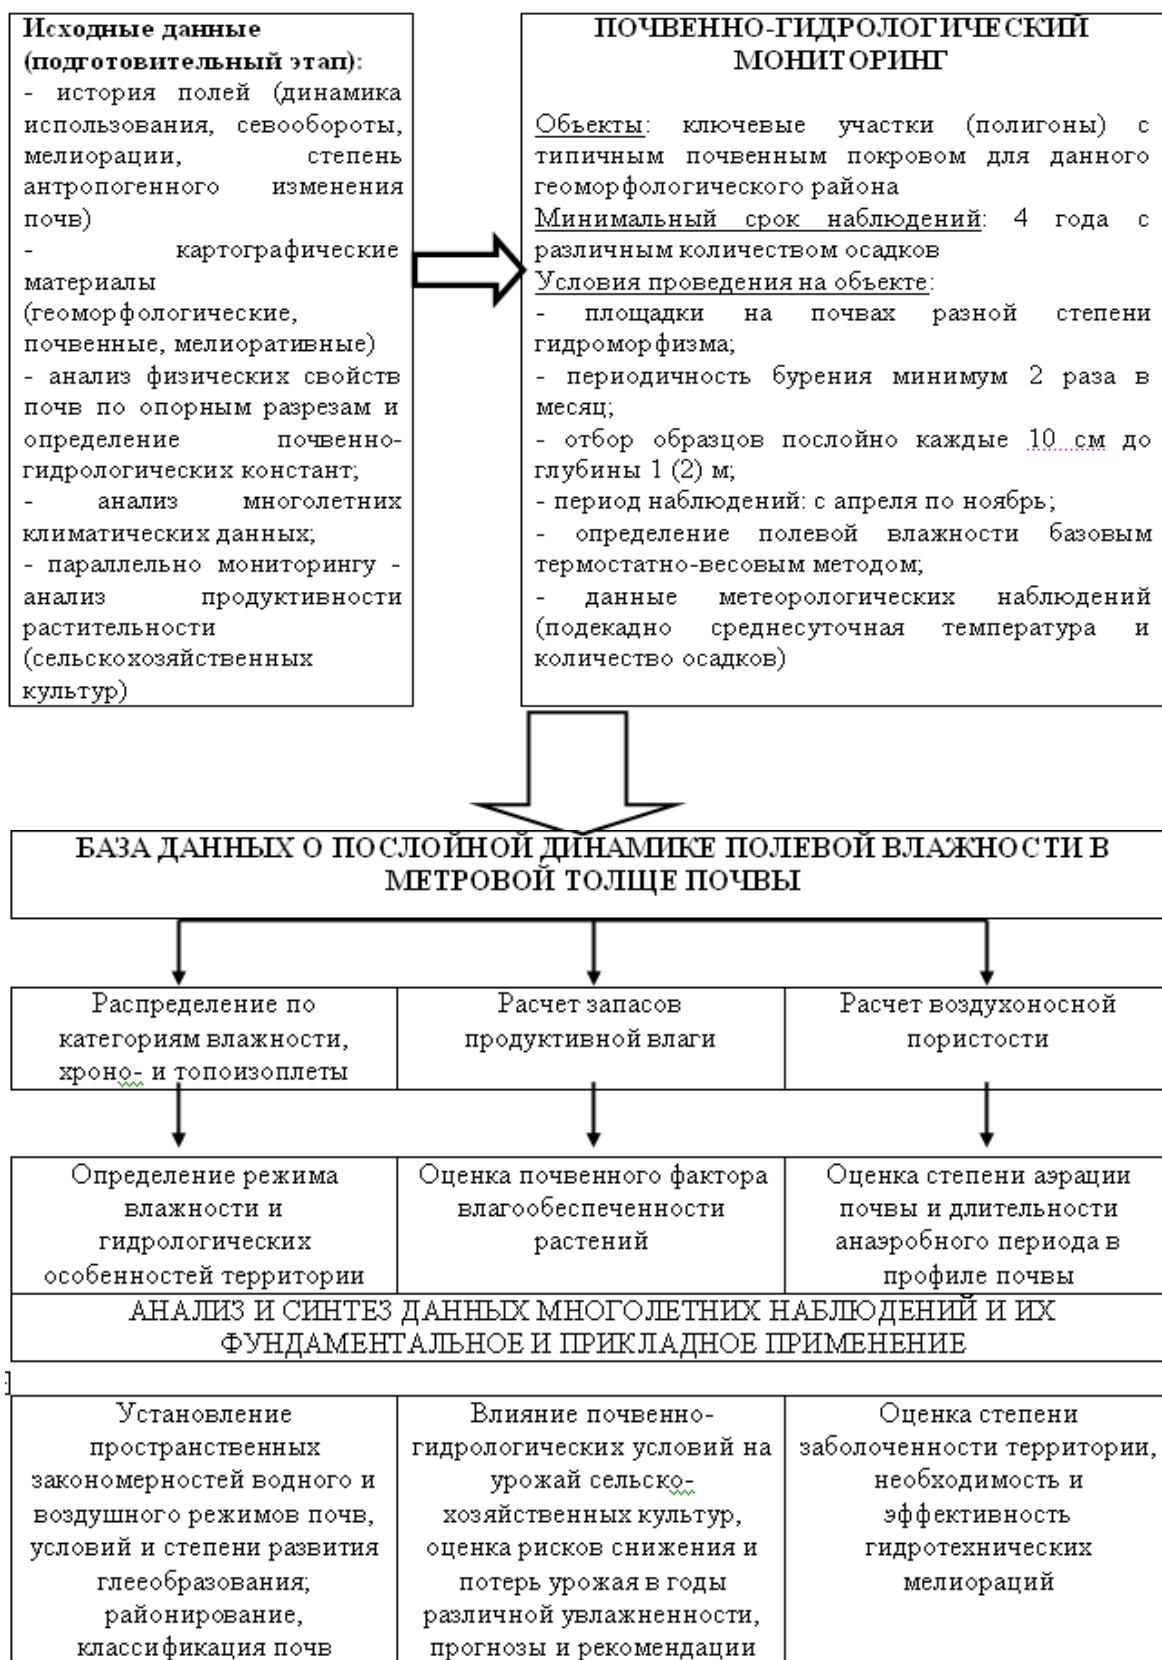 Исходные данные
(подготовительный этап):
- история полей (динамика
использования, севообороты,
мелиорации, степень
антропогенного изменения
почв)
- картографические
материалы
(геоморфологические,
почвенные, мелиоративные)
- анализ физических свойств
почв по опорным разрезам и
определение почвенно-
гидрологических констант;
- анализ многолетних
климатических данных;
- параллельно мониторингу -
анализ продуктивности
растительности
(сельскохозяйственных
культур)
ПОЧВЕННО-ГИДРОЛОГИЧЕСКИЙ
МОНИТОРИНГ
Объекты: ключевые участки (полигоны) с
типичным почвенным покровом для данного
геоморфологического района
Минимальный срок наблюдений: 4 года с
различным количеством осадков
Условия проведения на объекте:
- площадки на почвах разной степени
гидроморфизма;
- периодичность бурения минимум 2 раза в
месяц;
- отбор образцов послойно каждые 10 см до
глубины 1 (2) м;
- период наблюдений: с апреля по ноябрь;
- определение полевой влажности базовым
термостатно-весовым методом;
- данные метеорологических наблюдений
(подекадно среднесуточная температура и
количество осадков)
БАЗА ДАННЫХ О ПОСЛОЙНОЙ ДИНАМИКЕ ПОЛЕВОЙ ВЛАЖНОСТИ В
МЕТРОВОЙ ТОЛЩЕ ПОЧВЫ
Распределение по
категориям влажности,
хроно- и топоизоплеты
Расчет запасов
продуктивной влаги
Расчет воздухоносной
пористости
Определение режима
влажности и
гидрологических
особенностей территории
Оценка почвенного фактора
влагообеспеченности
растений
Оценка степени аэрации
почвы и длительности
анаэробного периода в
профиле почвы
АНАЛИЗ И СИНТЕЗ ДАННЫХ МНОГОЛЕТНИХ НАБЛЮДЕНИЙ И ИХ
ФУНДАМЕНТАЛЬНОЕ И ПРИКЛАДНОЕ ПРИМЕНЕНИЕ
Установление
пространственных
закономерностей водного и
воздушного режимов почв,
условий и степени развития
глееобразования;
районирование,
классификация почв
Влияние почвенно-
гидрологических условий на
урожай сельско-
хозяйственных культур,
оценка рисков снижения и
потерь урожая в годы
различной увлажненности,
прогнозы и рекомендации
Оценка степени
заболоченности территории,
необходимость и
эффективность
гидротехнических
мелиораций